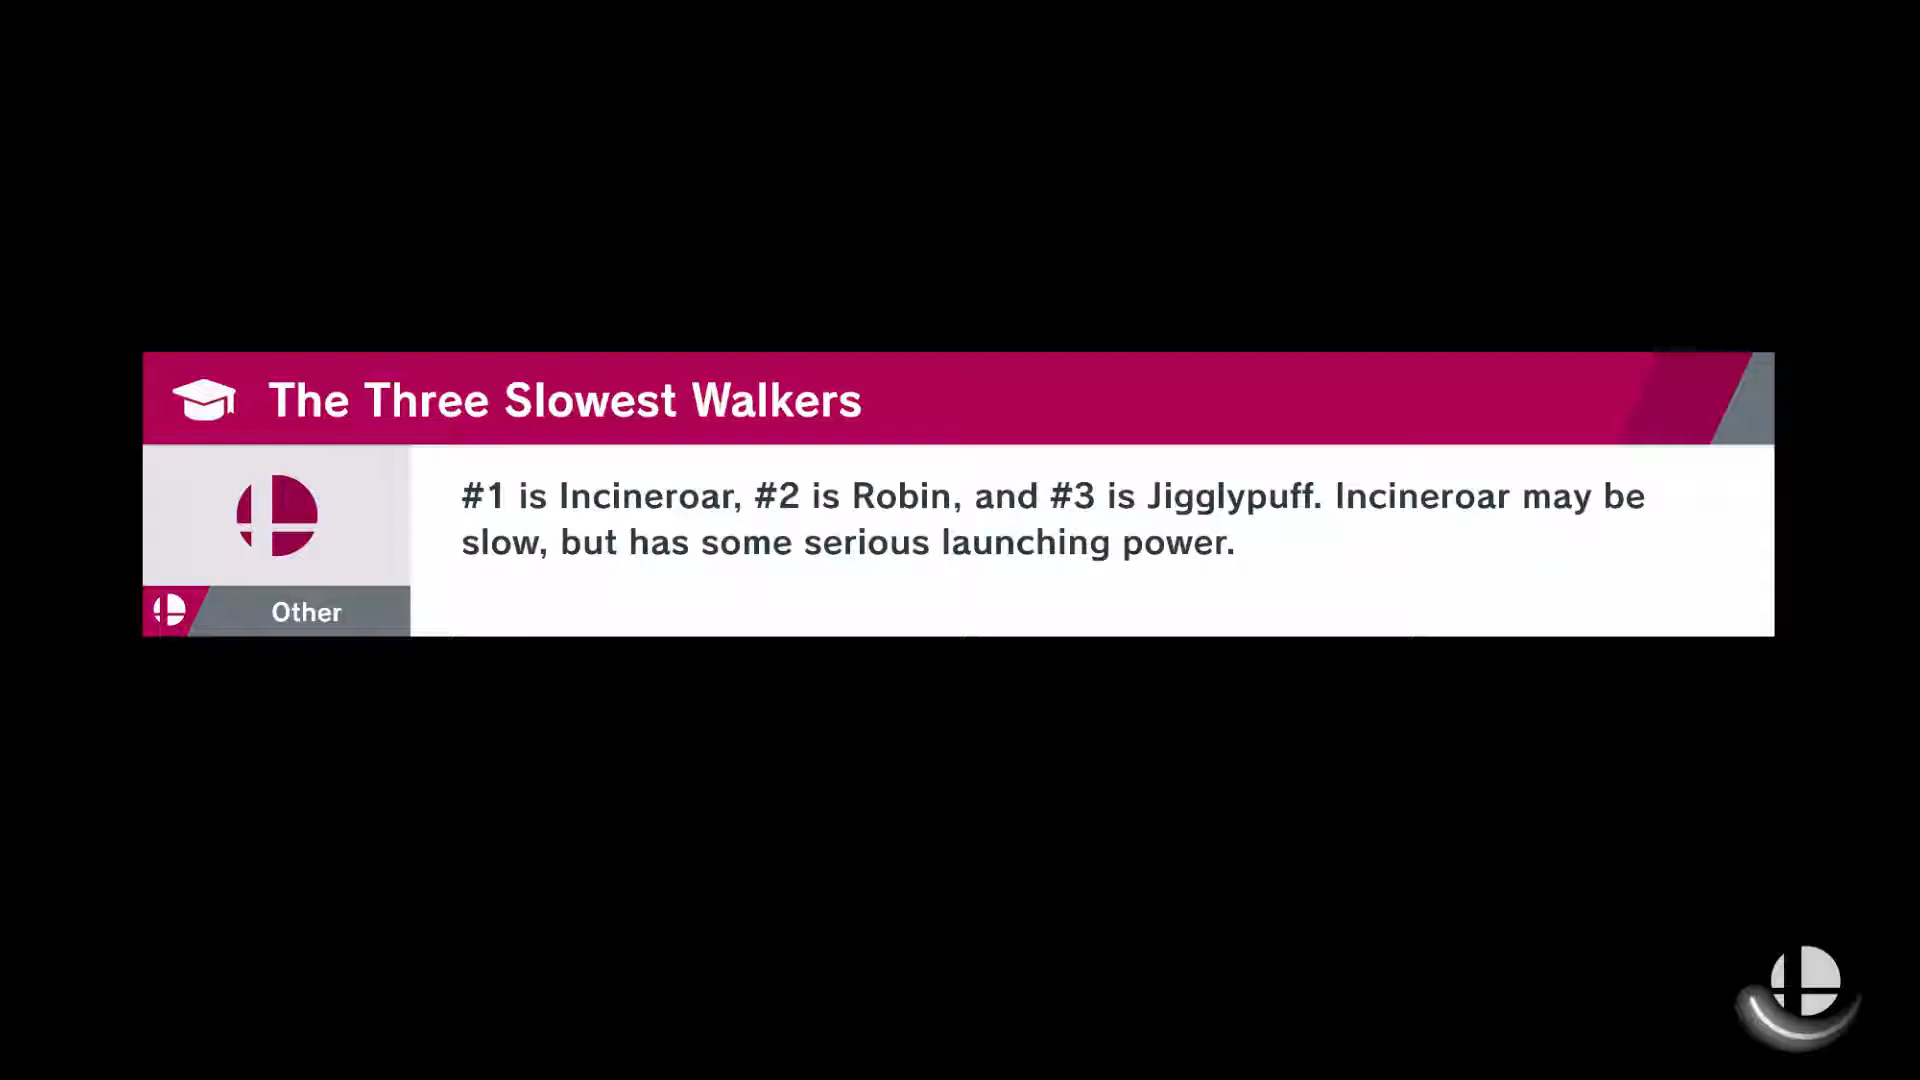 The Three Slowest Walkers
#1 is Incineroar, #2 is Robin, and #3 is Jigglypuff. Incineroar may be
slow, but has some serious launching power.
Other